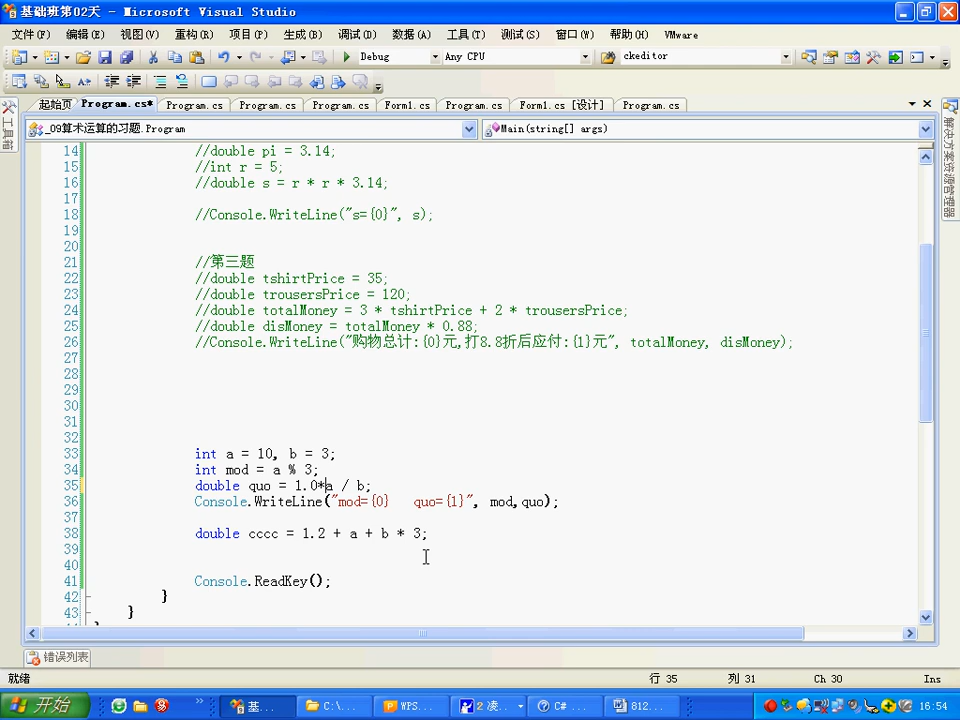 基础班第02天 - Microsoft Visual Studio
文件(F) 编辑(E) 视图(V) 重构(R) 项目(P) 生成(B) 调试(D) 数据(A) 工具(T) 测试(S) 窗口(W) 帮助(H) VMware
Debug Any CPU ckeditor
起始页 Program.cs* Program.cs Program.cs Program.cs Form1.cs Program.cs Form1.cs [设计] Program.cs
_09算术运算的习题.Program Main(string[] args)
工具箱
解决方案资源管理器
14 //double pi = 3.14;
15 //int r = 5;
16 //double s = r * r * 3.14;
17
18 //Console.WriteLine("s={0}", s);
19
20
21 //第三题
22 //double tshirtPrice = 35;
23 //double trousersPrice = 120;
24 //double totalMoney = 3 * tshirtPrice + 2 * trousersPrice;
25 //double disMoney = totalMoney * 0.88;
26 //Console.WriteLine("购物总计:{0}元,打8.8折后应付:{1}元", totalMoney, disMoney);
27
28
29
30
31
32
33 int a = 10, b = 3;
34 int mod = a % 3;
35 double quo = 1.0*a / b;
36 Console.WriteLine("mod={0}   quo={1}", mod,quo);
37
38 double cccc = 1.2 + a + b * 3;
39
40
41 Console.ReadKey();
42 }
43 }
错误列表
就绪 行 35 列 31 Ch 30 Ins
开始 基... C:\... WPS... 2 凌... C# ... 812... 16:54